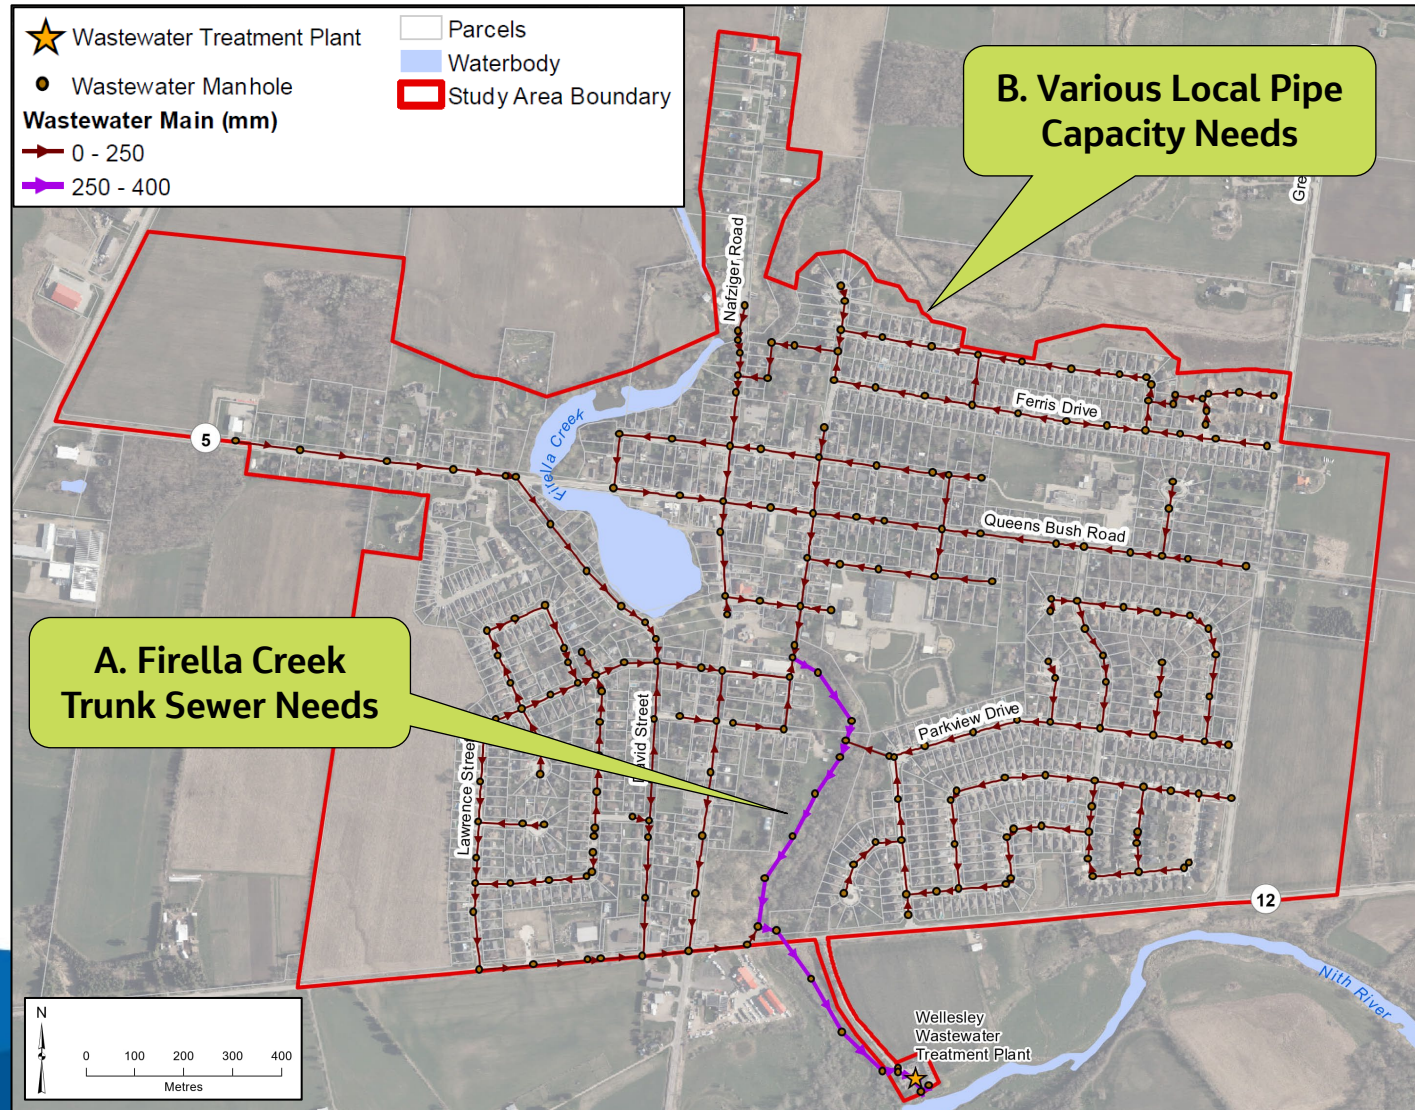 Wastewater Treatment Plant
Wastewater Manhole
Wastewater Main (mm)
0 - 250
250 - 400
Parcels
Waterbody
Study Area Boundary
B. Various Local Pipe
Capacity Needs
Gre
Nafziger Road
Ferris Drive
5
Firella Creek
Queens Bush Road
A. Firella Creek
Trunk Sewer Needs
David Street
Parkview Drive
Lawrence Street
12
Nith River
Wellesley
Wastewater
Treatment Plant
N
0 100 200 300 400
Metres